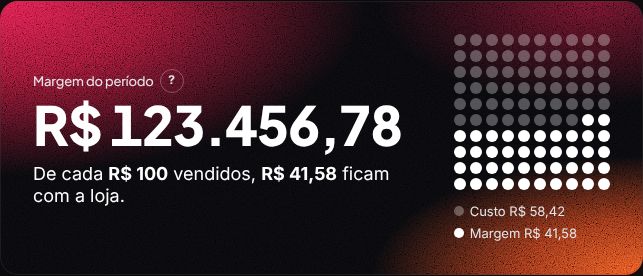 Margem do período ?
R$ 123.456,78
De cada R$ 100 vendidos, R$ 41,58 ficam
com a loja.
Custo R$ 58,42
Margem R$ 41,58